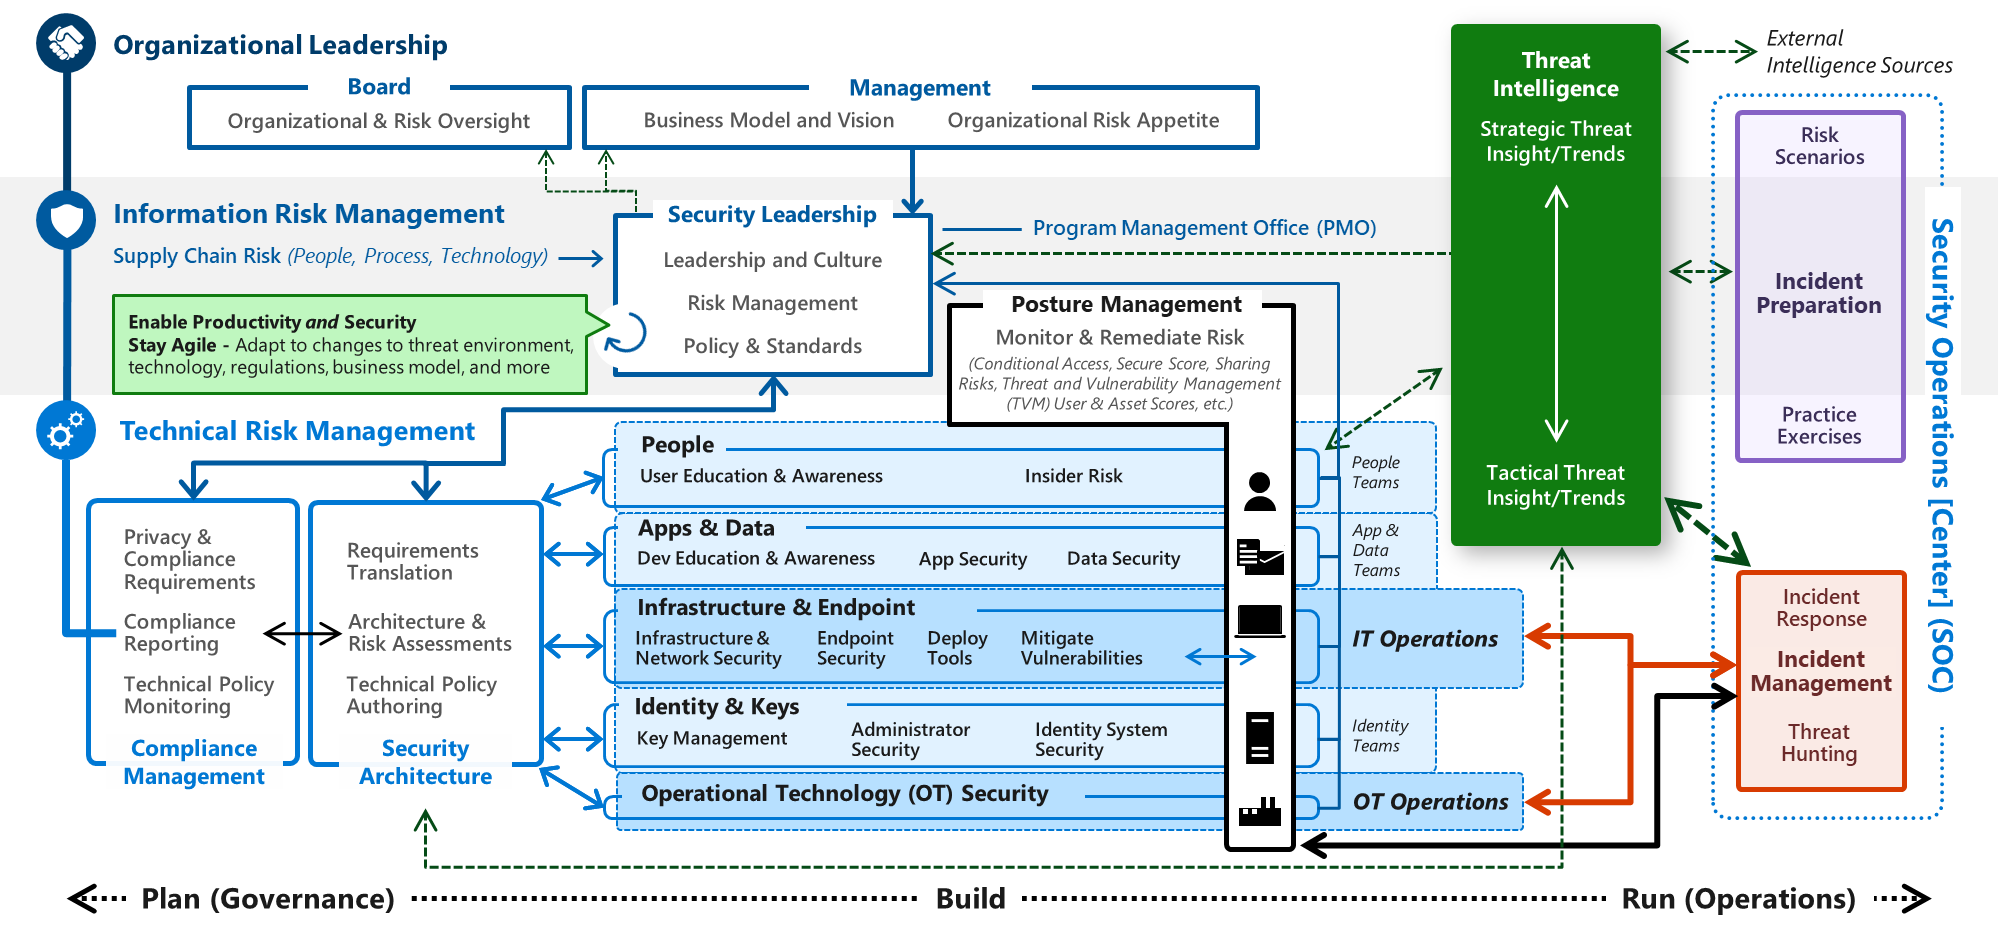 Organizational Leadership
Board
Organizational & Risk Oversight
Management
Business Model and Vision
Organizational Risk Appetite
Threat
Intelligence
Strategic Threat
Insight/Trends
Tactical Threat
Insight/Trends
External
Intelligence Sources
Information Risk Management
Supply Chain Risk (People, Process, Technology)
Security Leadership
Leadership and Culture
Risk Management
Policy & Standards
Program Management Office (PMO)
Enable Productivity and Security
Stay Agile - Adapt to changes to threat environment,
technology, regulations, business model, and more
Posture Management
Monitor & Remediate Risk
(Conditional Access, Secure Score, Sharing
Risks, Threat and Vulnerability Management
(TVM) User & Asset Scores, etc.)
Risk
Scenarios
Incident
Preparation
Practice
Exercises
Security Operations [Center] (SOC)
Technical Risk Management
Privacy &
Compliance
Requirements
Compliance
Reporting
Technical Policy
Monitoring
Compliance
Management
Requirements
Translation
Architecture &
Risk Assessments
Technical Policy
Authoring
Security
Architecture
People
User Education & Awareness
Insider Risk
People
Teams
Apps & Data
Dev Education & Awareness
App Security
Data Security
App &
Data
Teams
Infrastructure & Endpoint
Infrastructure &
Network Security
Endpoint
Security
Deploy
Tools
Mitigate
Vulnerabilities
IT Operations
Identity & Keys
Key Management
Administrator
Security
Identity System
Security
Identity
Teams
Operational Technology (OT) Security
OT Operations
Incident
Response
Incident
Management
Threat
Hunting
Plan (Governance)
Build
Run (Operations)